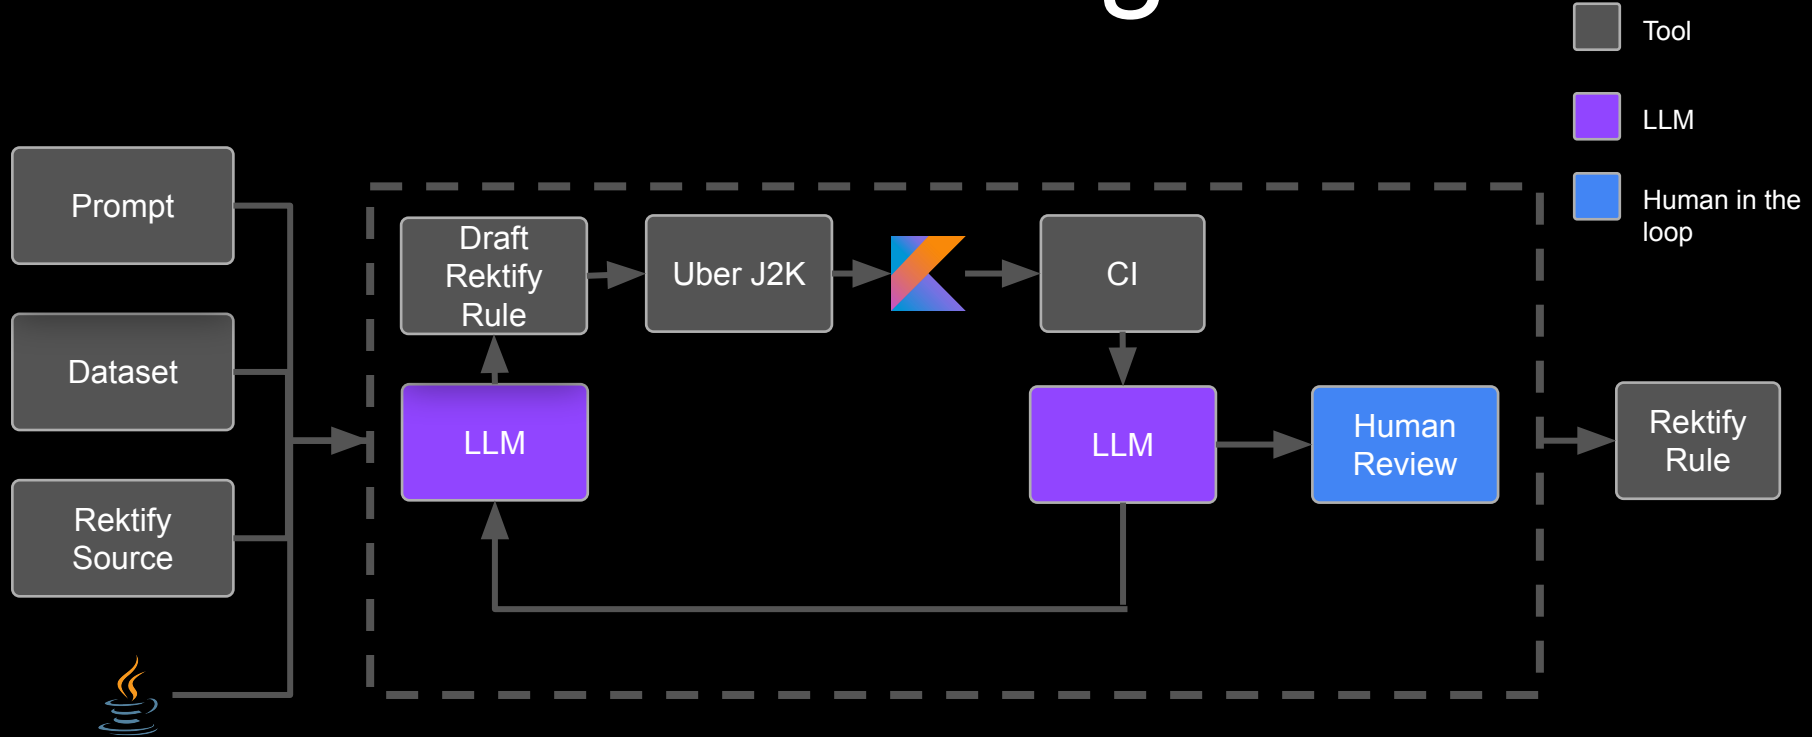 Tool
LLM
Human in the
loop
Prompt
Dataset
Rektify
Source
Draft
Rektify
Rule
Uber J2K
CI
LLM
LLM
Human
Review
Rektify
Rule